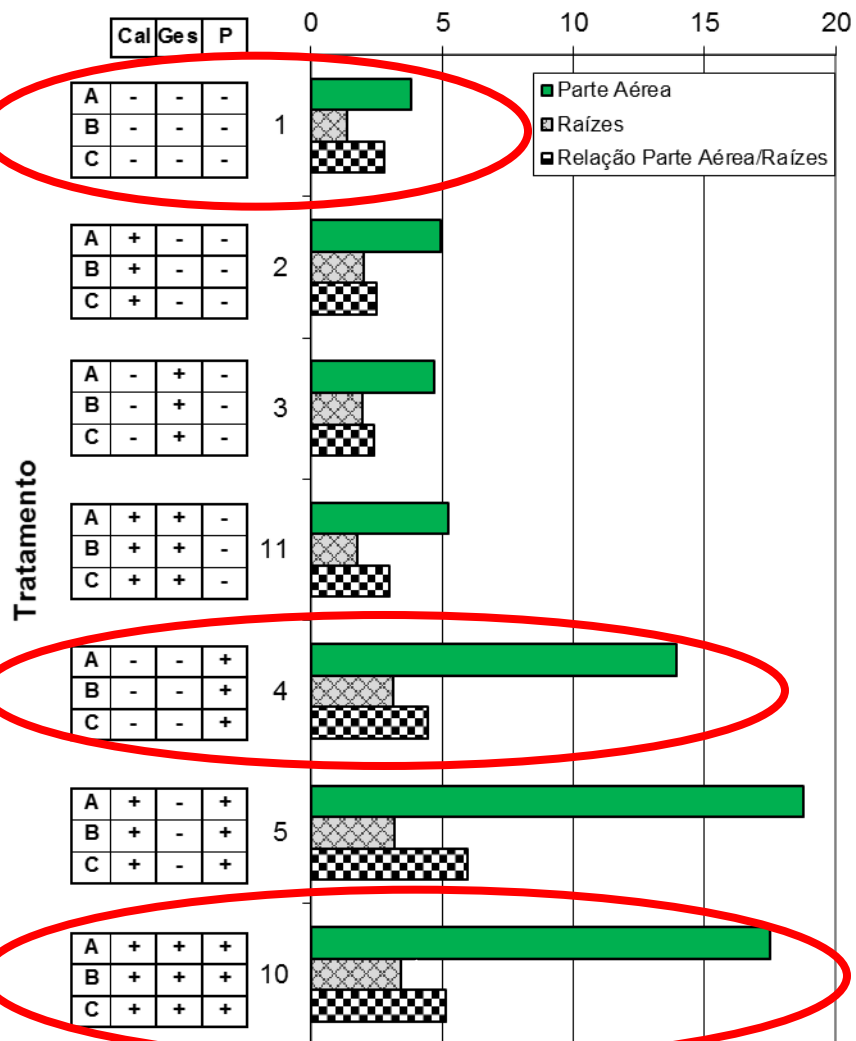 0 5 10 15 20
Cal Ges P
Parte Aérea
Raízes
Relação Parte Aérea/Raízes
Tratamento
A - - -
B - - -
C - - -
1
A + - -
B + - -
C + - -
2
A - + -
B - + -
C - + -
3
A + + -
B + + -
C + + -
11
A - - +
B - - +
C - - +
4
A + - +
B + - +
C + - +
5
A + + +
B + + +
C + + +
10